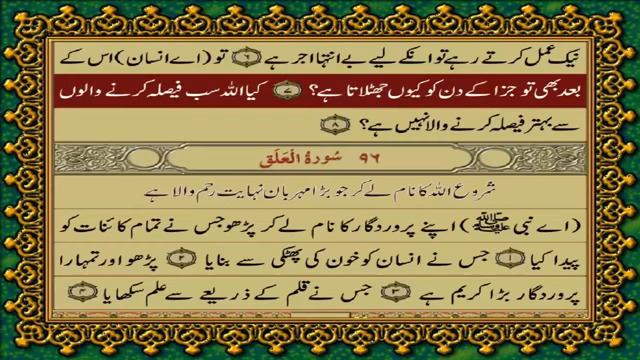 نیک عمل کرتے رہے تو انکے لیے بے انتہا اجر ہے ﴿۶﴾ تو (اے انسان) اس کے
بعد بھی تو جزا کے دن کو کیوں جھٹلاتا ہے؟ ﴿۷﴾ کیا اللہ سب فیصلہ کرنے والوں
سے بہتر فیصلہ کرنے والا نہیں ہے؟ ﴿۸﴾
۹۶ سُورَۃُ الْعَلَق
شروع اللہ کا نام لے کر جو بڑا مہربان نہایت رحم والا ہے
(اے نبی ﷺ) اپنے پروردگار کا نام لے کر پڑھو جس نے تمام کائنات کو
پیدا کیا ﴿۱﴾ جس نے انسان کو خون کی پھٹکی سے بنایا ﴿۲﴾ پڑھو اور تمہارا
پروردگار بڑا کریم ہے ﴿۳﴾ جس نے قلم کے ذریعے سے علم سکھایا ﴿۴﴾